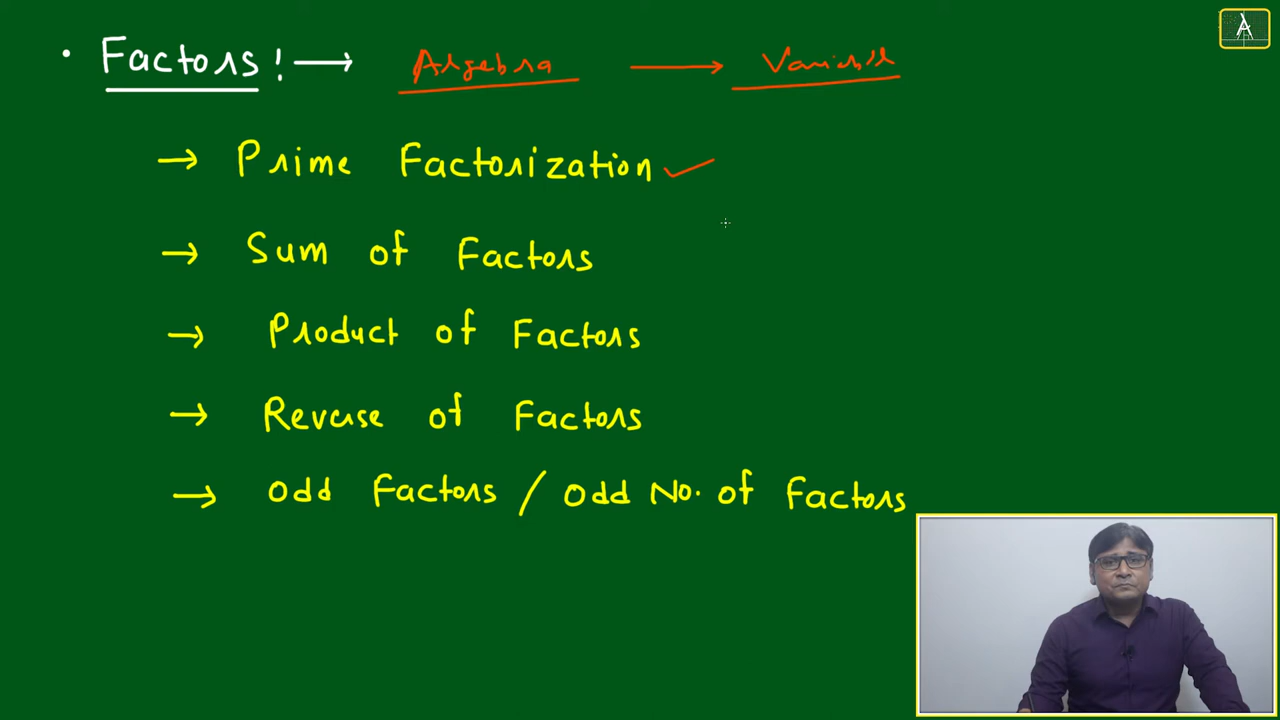 • Factors! → Algebra → Variable
→ Prime Factorization ✓
→ Sum of Factors
→ Product of Factors
→ Reverse of Factors
→ Odd Factors / Odd No. of Factors